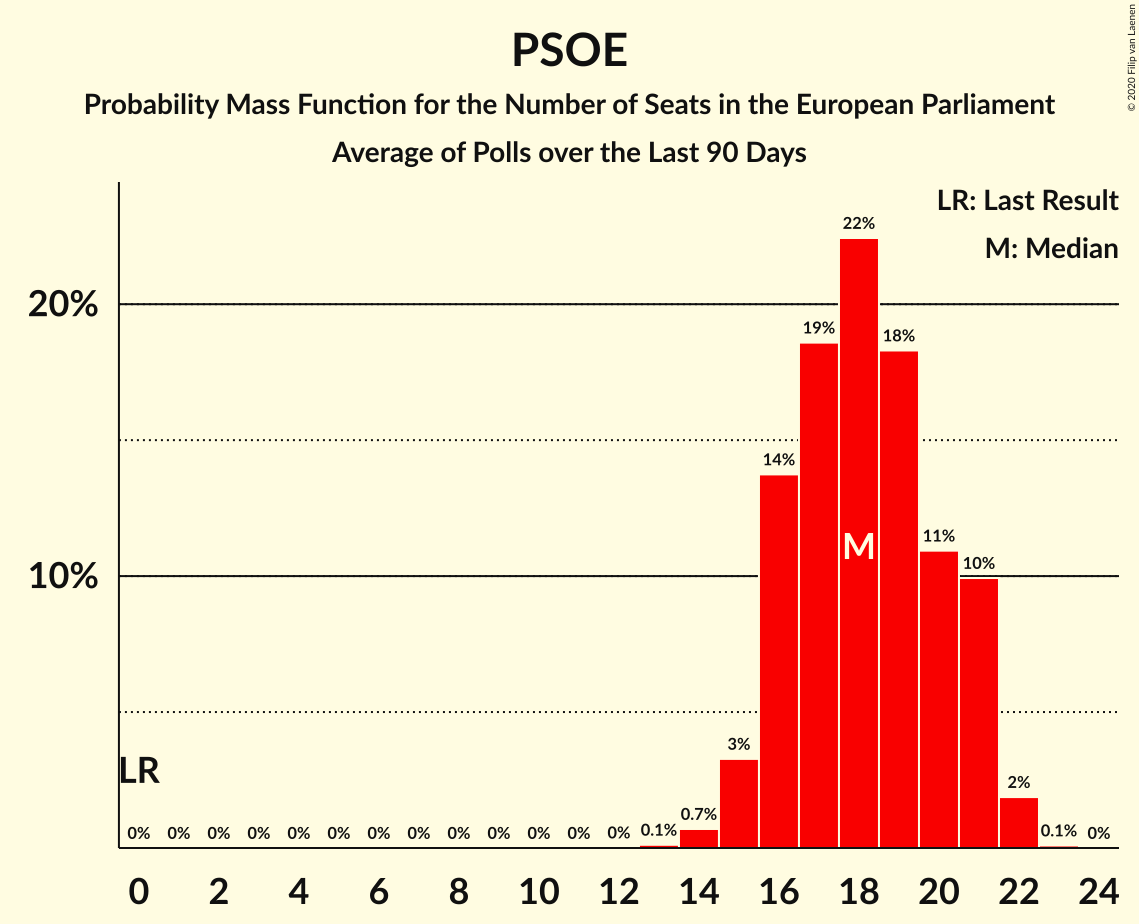 PSOE
Probability Mass Function for the Number of Seats in the European Parliament
Average of Polls over the Last 90 Days
© 2020 Filip van Laenen
LR: Last Result
M: Median
20%
10%
22%
19%
18%
14%
11%
10%
M
3%
2%
LR
0% 0% 0% 0% 0% 0% 0% 0% 0% 0% 0% 0% 0% 0.1% 0.7% 0.1% 0%
0 2 4 6 8 10 12 14 16 18 20 22 24